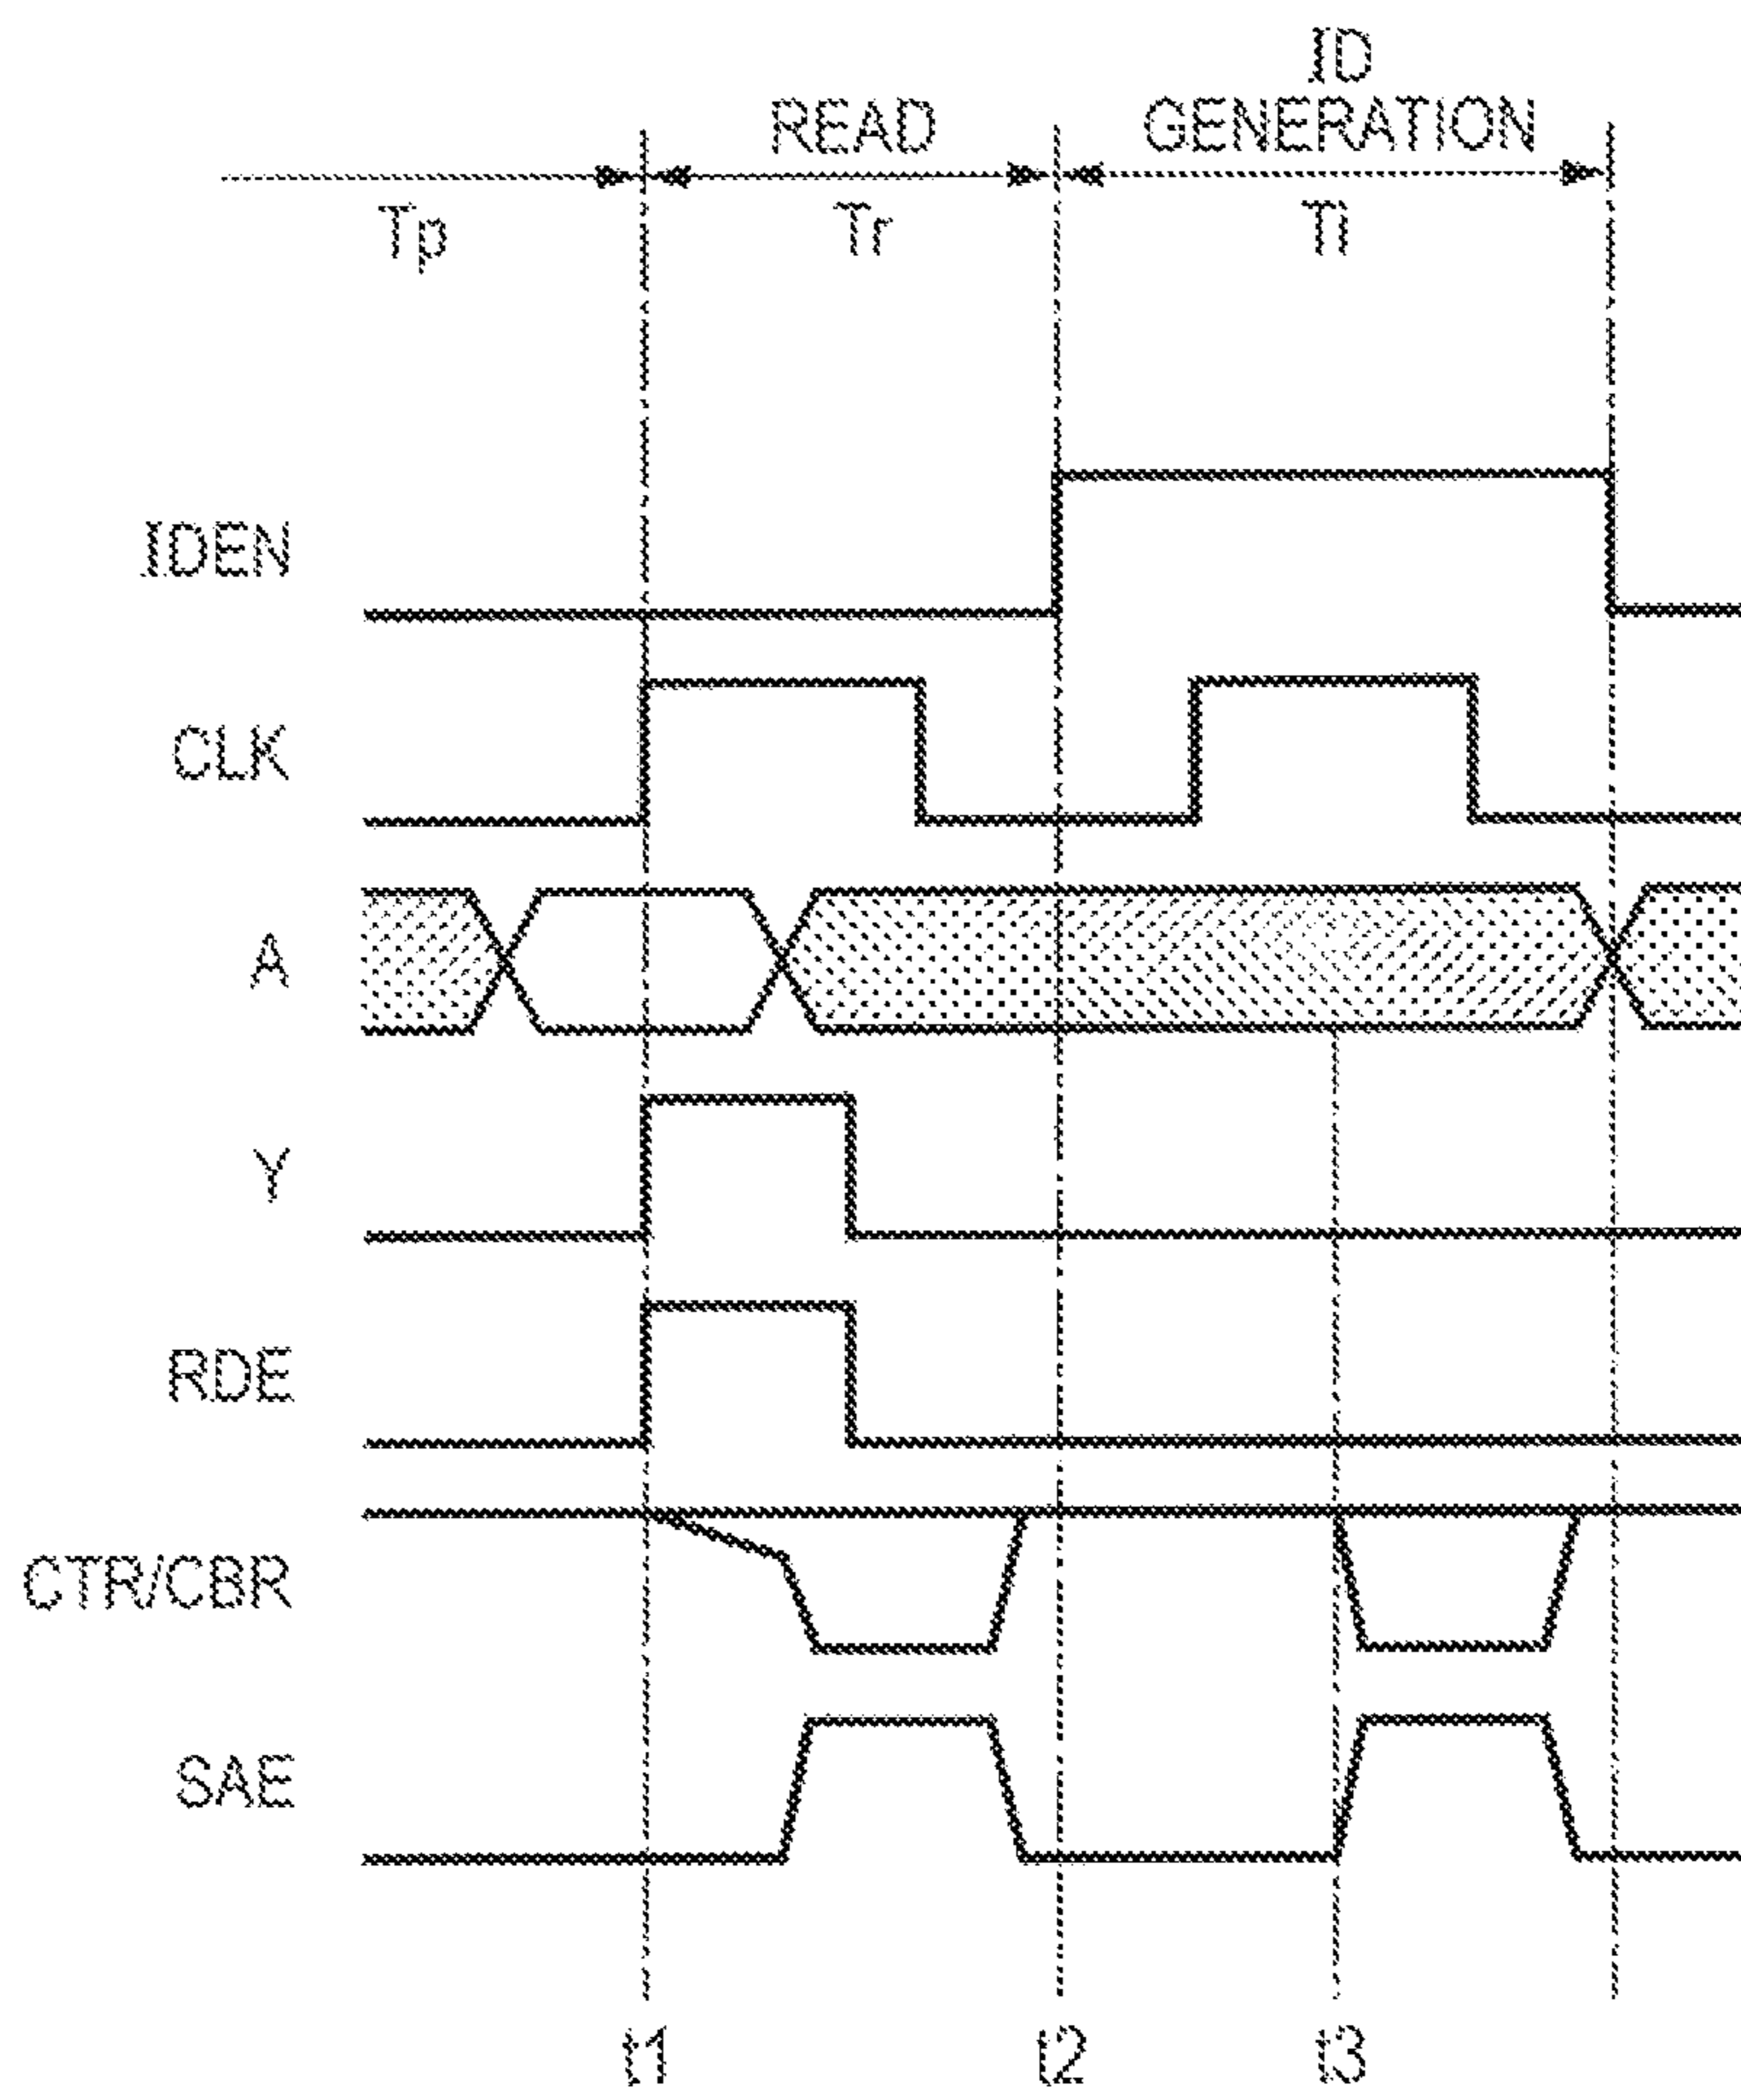 ID
READ GENERATION
Tp Tr Ti
IDEN
CLK
A
Y
RDE
CTR/CBR
SAE
t1 t2 t3